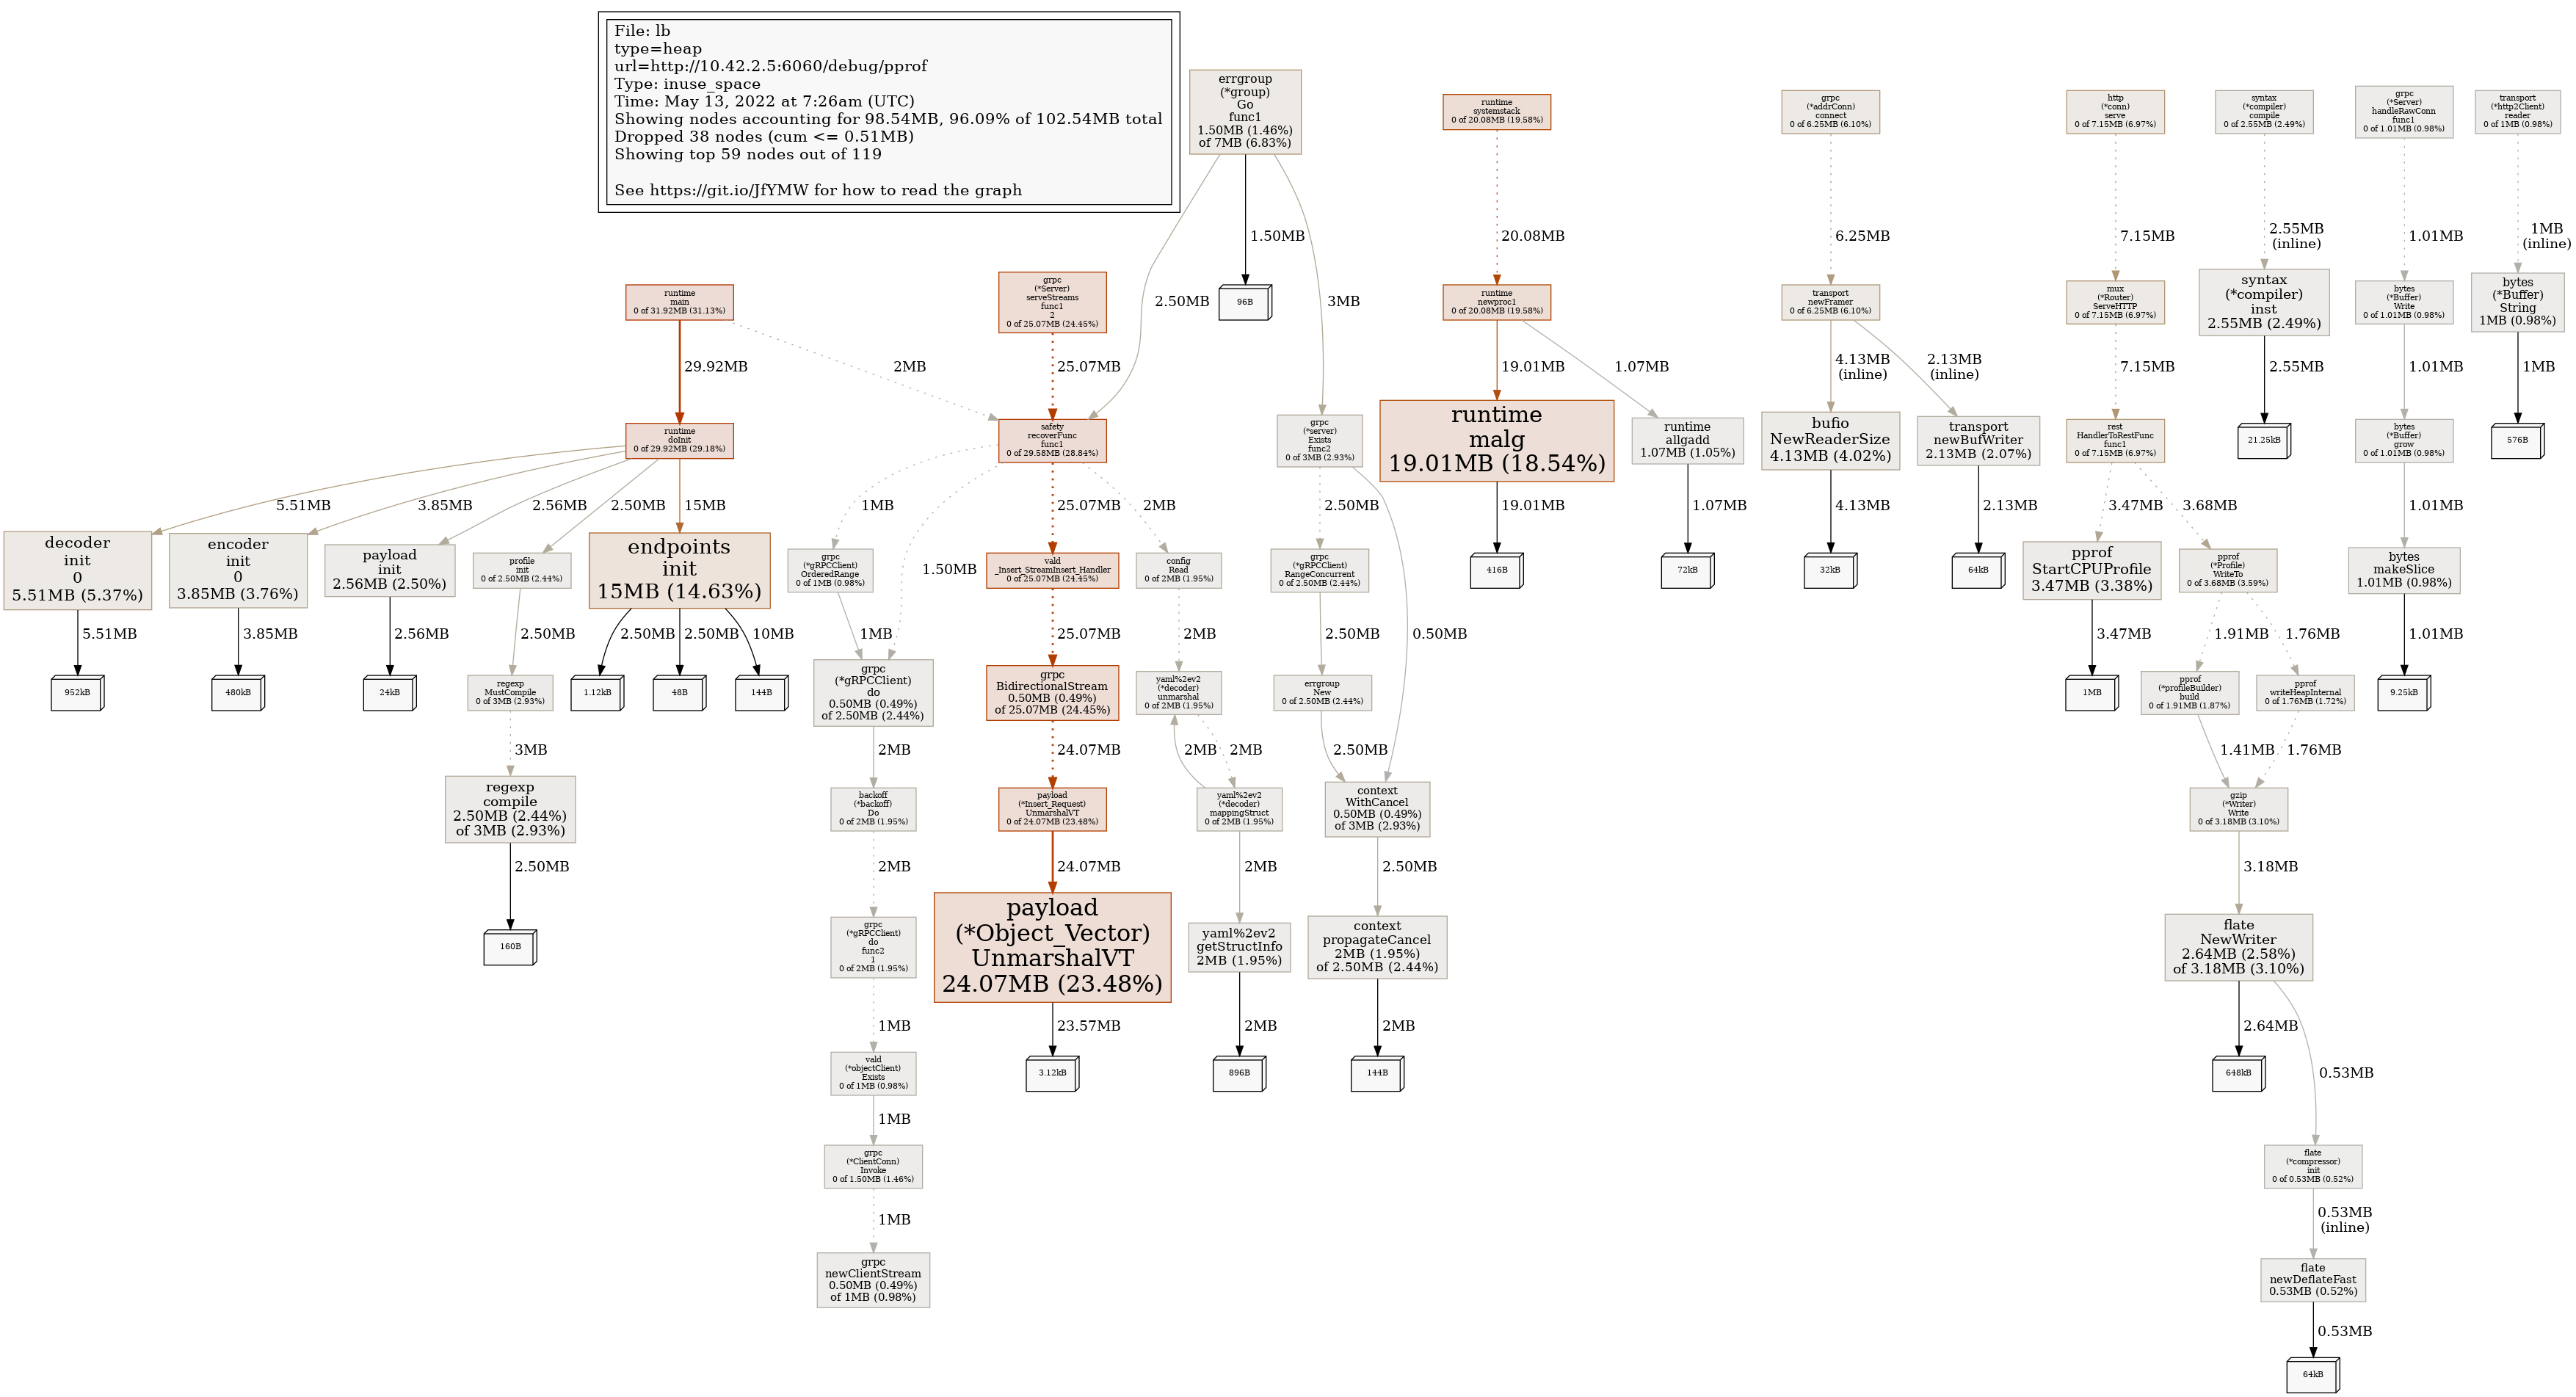 File: lb
type=heap
url=http://10.42.2.5:6060/debug/pprof
Type: inuse_space
Time: May 13, 2022 at 7:26am (UTC)
Showing nodes accounting for 98.54MB, 96.09% of 102.54MB total
Dropped 38 nodes (cum <= 0.51MB)
Showing top 59 nodes out of 119
See https://git.io/JfYMW for how to read the graph
errgroup
(*group)
Go
func1
1.50MB (1.46%)
of 7MB (6.83%)
runtime
systemstack
0 of 20.08MB (19.58%)
grpc
(*addrConn)
connect
0 of 6.25MB (6.10%)
http
(*conn)
serve
0 of 7.15MB (6.97%)
syntax
(*compiler)
compile
0 of 2.55MB (2.49%)
grpc
(*Server)
handleRawConn
func1
0 of 1.01MB (0.98%)
transport
(*http2Client)
reader
0 of 1MB (0.98%)
2.50MB
1.50MB
3MB
20.08MB
6.25MB
7.15MB
2.55MB
(inline)
1.01MB
1MB
(inline)
runtime
main
0 of 31.92MB (31.13%)
grpc
(*Server)
serveStreams
func1
2
0 of 25.07MB (24.45%)
96B
runtime
newproc1
0 of 20.08MB (19.58%)
transport
newFramer
0 of 6.25MB (6.10%)
mux
(*Router)
ServeHTTP
0 of 7.15MB (6.97%)
syntax
(*compiler)
inst
2.55MB (2.49%)
bytes
(*Buffer)
Write
0 of 1.01MB (0.98%)
bytes
(*Buffer)
String
1MB (0.98%)
29.92MB
2MB
25.07MB
19.01MB
1.07MB
4.13MB
(inline)
2.13MB
(inline)
7.15MB
2.55MB
1.01MB
1MB
runtime
doInit
0 of 29.92MB (29.18%)
safety
recoverFunc
func1
0 of 29.58MB (28.84%)
grpc
(*server)
Exists
func2
0 of 3MB (2.93%)
runtime
malg
19.01MB (18.54%)
runtime
allgadd
1.07MB (1.05%)
bufio
NewReaderSize
4.13MB (4.02%)
transport
newBufWriter
2.13MB (2.07%)
rest
HandlerToRestFunc
func1
0 of 7.15MB (6.97%)
21.25kB
bytes
(*Buffer)
grow
0 of 1.01MB (0.98%)
576B
5.51MB
3.85MB
2.56MB
2.50MB
15MB
1MB
1.50MB
25.07MB
2MB
2.50MB
0.50MB
19.01MB
1.07MB
4.13MB
2.13MB
3.47MB
3.68MB
1.01MB
decoder
init
0
5.51MB (5.37%)
encoder
init
0
3.85MB (3.76%)
payload
init
2.56MB (2.50%)
profile
init
0 of 2.50MB (2.44%)
endpoints
init
15MB (14.63%)
grpc
(*gRPCClient)
OrderedRange
0 of 1MB (0.98%)
vald
_Insert_StreamInsert_Handler
0 of 25.07MB (24.45%)
config
Read
0 of 2MB (1.95%)
grpc
(*gRPCClient)
RangeConcurrent
0 of 2.50MB (2.44%)
416B
72kB
32kB
64kB
pprof
StartCPUProfile
3.47MB (3.38%)
pprof
(*Profile)
WriteTo
0 of 3.68MB (3.59%)
bytes
makeSlice
1.01MB (0.98%)
5.51MB
3.85MB
2.56MB
2.50MB
2.50MB
2.50MB
10MB
1MB
25.07MB
2MB
2.50MB
3.47MB
1.91MB
1.76MB
1.01MB
952kB
480kB
24kB
regexp
MustCompile
0 of 3MB (2.93%)
1.12kB
48B
144B
grpc
(*gRPCClient)
do
0.50MB (0.49%)
of 2.50MB (2.44%)
grpc
BidirectionalStream
0.50MB (0.49%)
of 25.07MB (24.45%)
yaml%2ev2
(*decoder)
unmarshal
0 of 2MB (1.95%)
errgroup
New
0 of 2.50MB (2.44%)
1MB
pprof
(*profileBuilder)
build
0 of 1.91MB (1.87%)
pprof
writeHeapInternal
0 of 1.76MB (1.72%)
9.25kB
3MB
2MB
24.07MB
2MB
2MB
2.50MB
1.41MB
1.76MB
regexp
compile
2.50MB (2.44%)
of 3MB (2.93%)
backoff
(*backoff)
Do
0 of 2MB (1.95%)
payload
(*Insert_Request)
UnmarshalVT
0 of 24.07MB (23.48%)
yaml%2ev2
(*decoder)
mappingStruct
0 of 2MB (1.95%)
context
WithCancel
0.50MB (0.49%)
of 3MB (2.93%)
gzip
(*Writer)
Write
0 of 3.18MB (3.10%)
2.50MB
2MB
24.07MB
2MB
2.50MB
3.18MB
160B
grpc
(*gRPCClient)
do
func2
1
0 of 2MB (1.95%)
payload
(*Object_Vector)
UnmarshalVT
24.07MB (23.48%)
yaml%2ev2
getStructInfo
2MB (1.95%)
context
propagateCancel
2MB (1.95%)
of 2.50MB (2.44%)
flate
NewWriter
2.64MB (2.58%)
of 3.18MB (3.10%)
1MB
23.57MB
2MB
2MB
2.64MB
0.53MB
vald
(*objectClient)
Exists
0 of 1MB (0.98%)
3.12kB
896B
144B
648kB
1MB
grpc
(*ClientConn)
Invoke
0 of 1.50MB (1.46%)
flate
(*compressor)
init
0 of 0.53MB (0.52%)
1MB
0.53MB
(inline)
grpc
newClientStream
0.50MB (0.49%)
of 1MB (0.98%)
flate
newDeflateFast
0.53MB (0.52%)
0.53MB
64kB